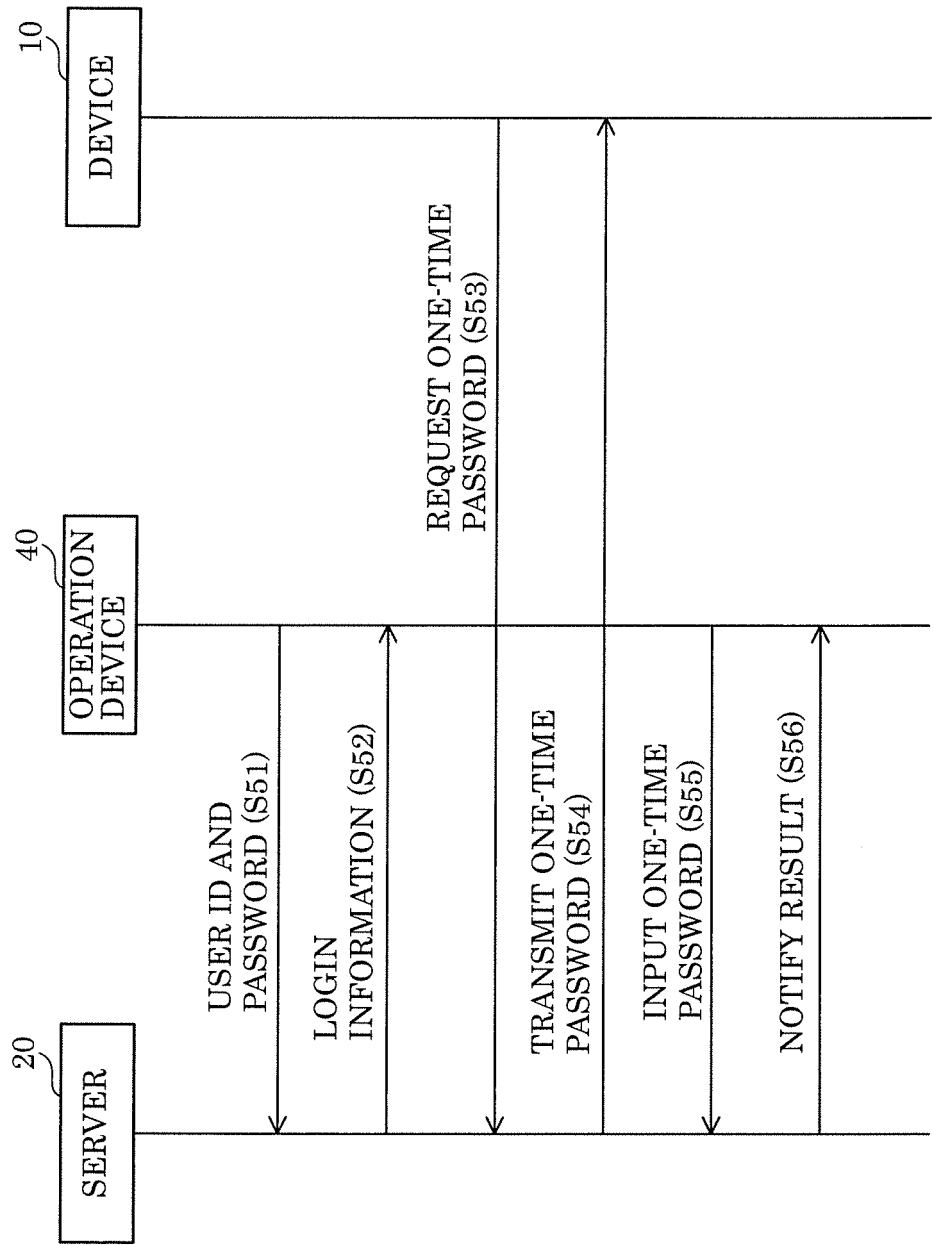 20
SERVER
40
OPERATION
DEVICE
10
DEVICE
USER ID AND
PASSWORD (S51)
LOGIN
INFORMATION (S52)
REQUEST ONE-TIME
PASSWORD (S53)
TRANSMIT ONE-TIME
PASSWORD (S54)
INPUT ONE-TIME
PASSWORD (S55)
NOTIFY RESULT (S56)